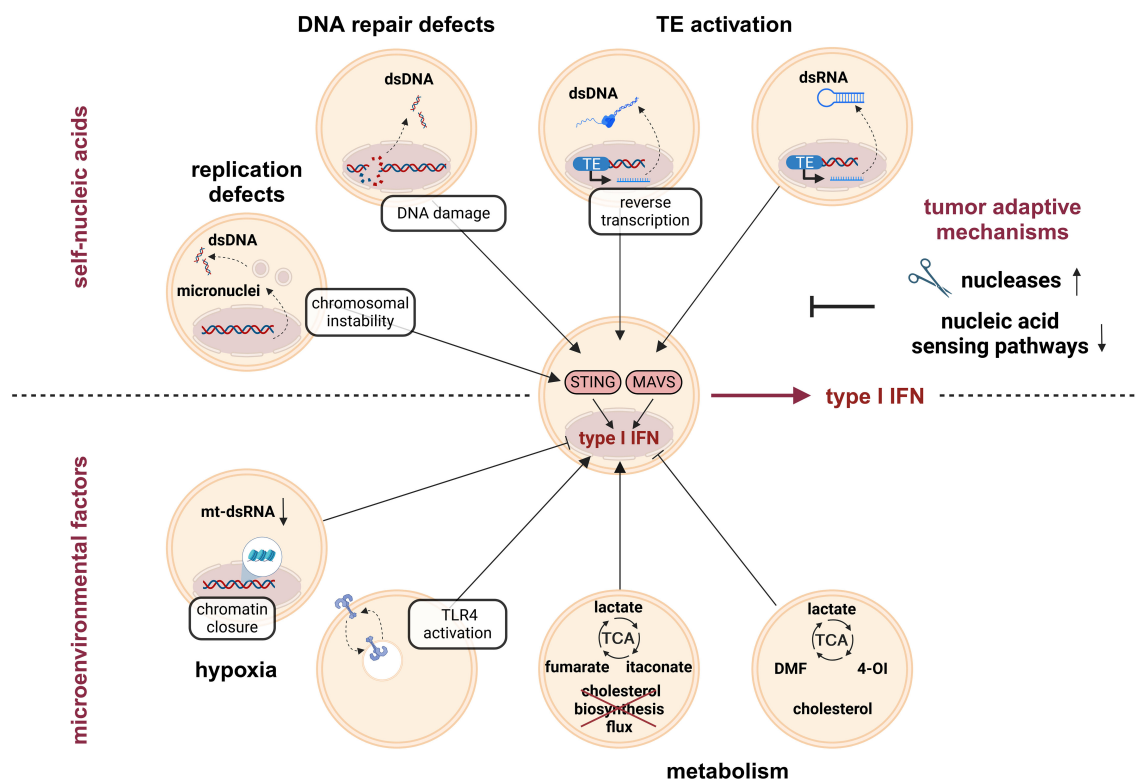 DNA repair defects
TE activation
self-nucleic acids
dsDNA
DNA damage
dsDNA
TE
reverse
transcription
dsRNA
TE
replication
defects
dsDNA
micronuclei
chromosomal
instability
tumor adaptive
mechanisms
nucleases
nucleic acid
sensing pathways
STING
MAVS
type I IFN
type I IFN
microenvironmental factors
mt-dsRNA
chromatin
closure
hypoxia
TLR4
activation
lactate
TCA
fumarate
itaconate
cholesterol
biosynthesis
flux
lactate
TCA
DMF
4-OI
cholesterol
metabolism